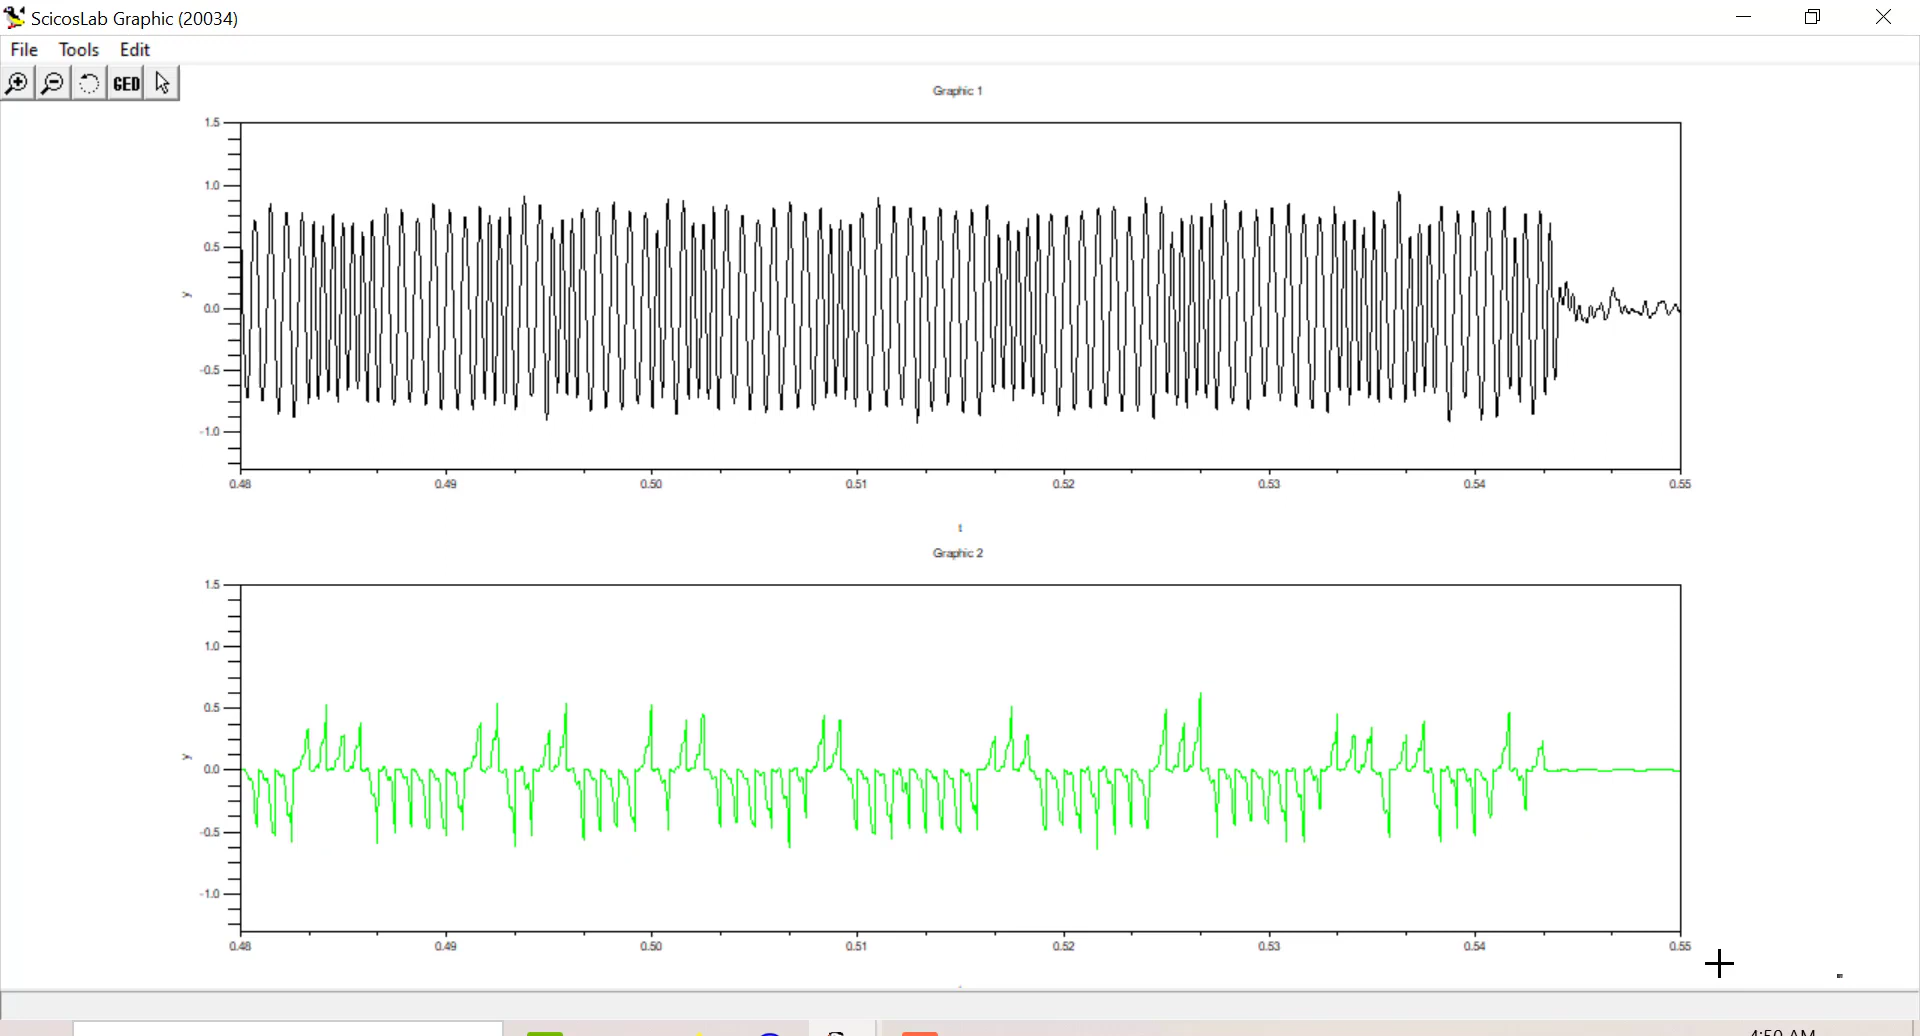 ScicosLab Graphic (20034)
File Tools Edit
GED
Graphic 1
1.5
1.0
0.5
0.0
-0.5
-1.0
y
0.48 0.49 0.50 0.51 0.52 0.53 0.54 0.55
t
Graphic 2
1.5
1.0
0.5
0.0
-0.5
-1.0
y
0.48 0.49 0.50 0.51 0.52 0.53 0.54 0.55
4:50 AM